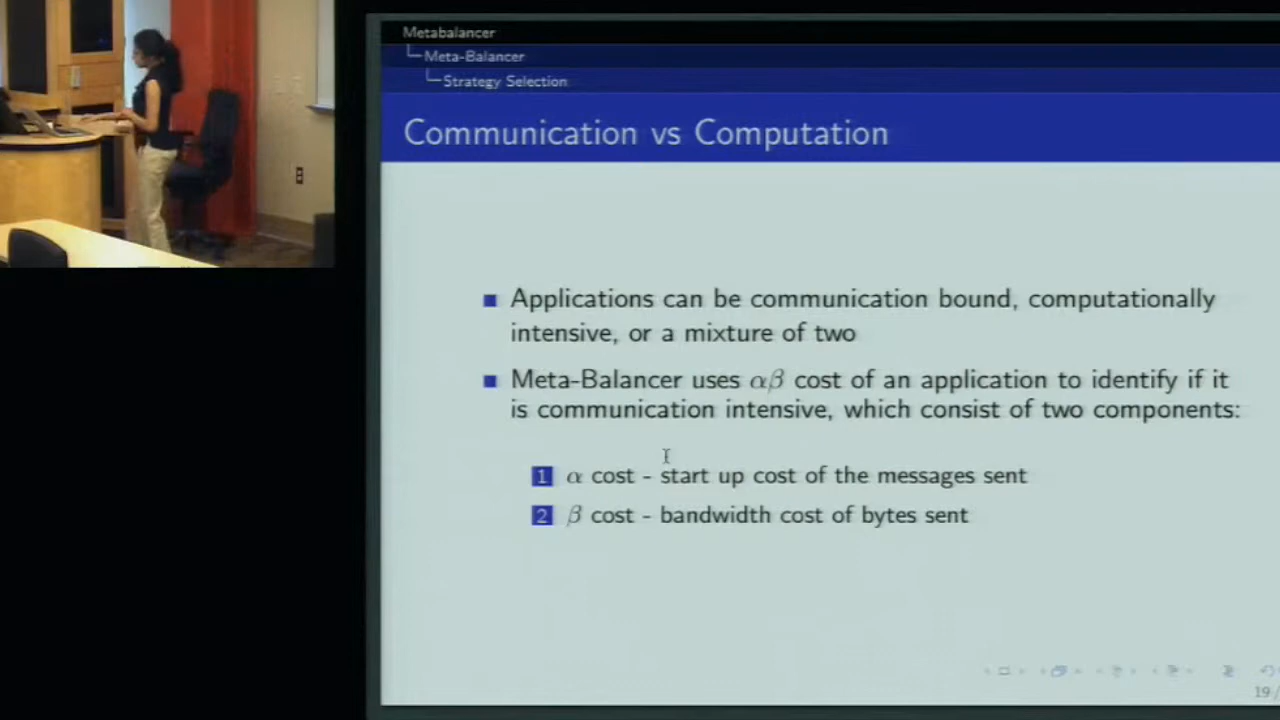 Metabalancer
Meta-Balancer
Strategy Selection
Communication vs Computation
Applications can be communication bound, computationally
intensive, or a mixture of two
Meta-Balancer uses αβ cost of an application to identify if it
is communication intensive, which consist of two components:
1 α cost - start up cost of the messages sent
2 β cost - bandwidth cost of bytes sent
19/